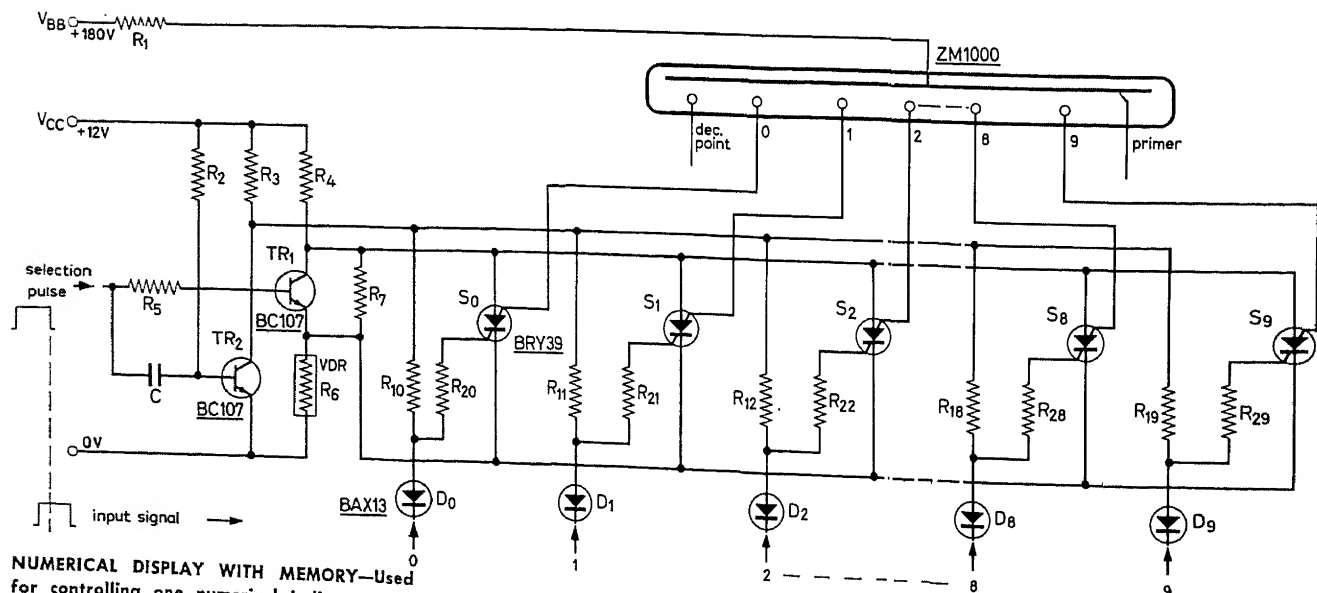 VBB
+180V
R1
ZM1000
dec. point
0
1
2
8
9
primer
VCC
+12V
R2
R3
R4
TR1
selection pulse
R5
BC107
R7
S0
BRY39
S1
S2
S8
S9
TR2
VDR
R6
C
BC107
R10
R20
R11
R21
R12
R22
R18
R28
R19
R29
0V
BAX13
D0
D1
D2
D8
D9
input signal
0
1
2
8
9
NUMERICAL DISPLAY WITH MEMORY—Used
for controlling one numerical